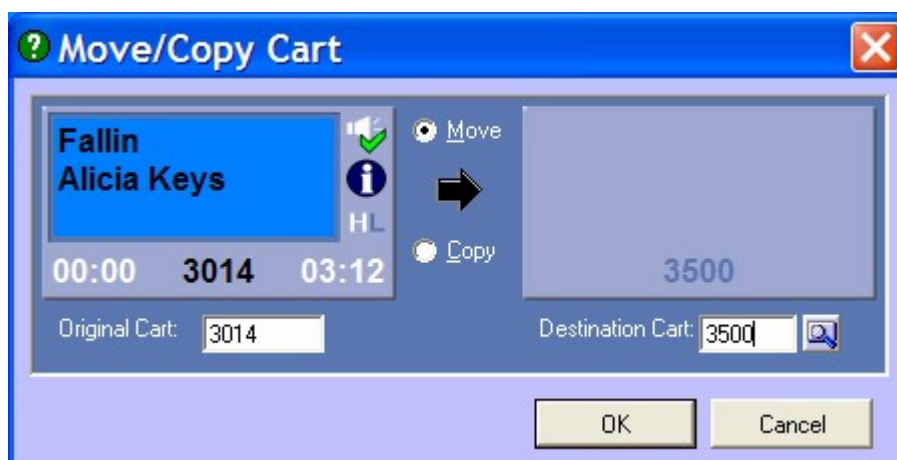 ? Move/Copy Cart
Fallin
Alicia Keys
i
HL
00:00 3014 03:12
Move
Copy
3500
Original Cart: 3014
Destination Cart: 3500
OK Cancel